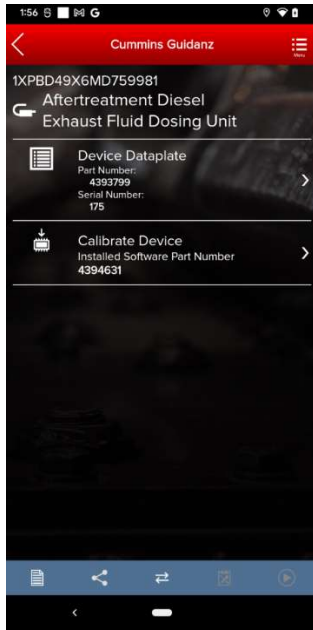 1:56 G
Cummins Guidanz
Menu
1XPBD49X6MD759981
Aftertreatment Diesel
Exhaust Fluid Dosing Unit
Device Dataplate
Part Number:
4393799
Serial Number:
175
Calibrate Device
Installed Software Part Number
4394631